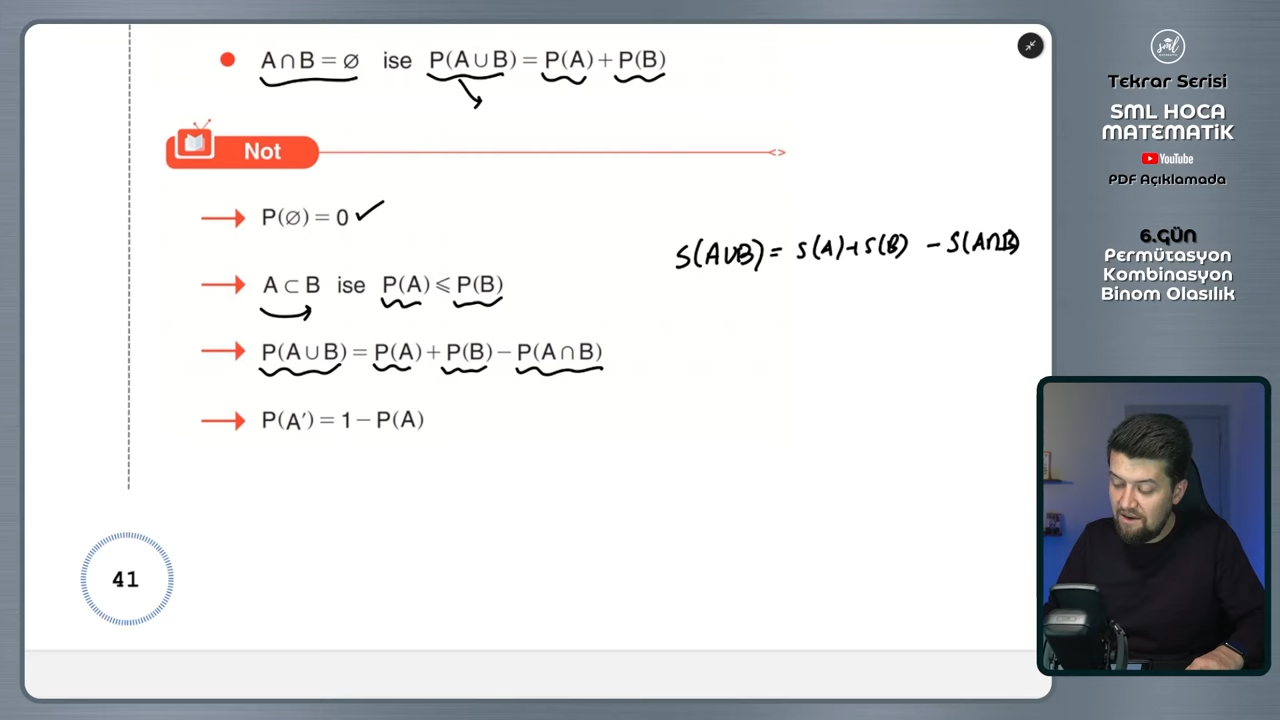 A∩B=∅ ise P(A∪B)=P(A)+P(B)
Not
P(∅)=0
S(A∪B)= S(A)+S(B) - S(A∩B)
A⊂B ise P(A)⩽P(B)
P(A∪B)=P(A)+P(B)−P(A∩B)
P(A′)=1−P(A)
41
sml
Tekrar Serisi
SML HOCA
MATEMATİK
YouTube
PDF Açıklamada
6.GÜN
Permütasyon
Kombinasyon
Binom Olasılık